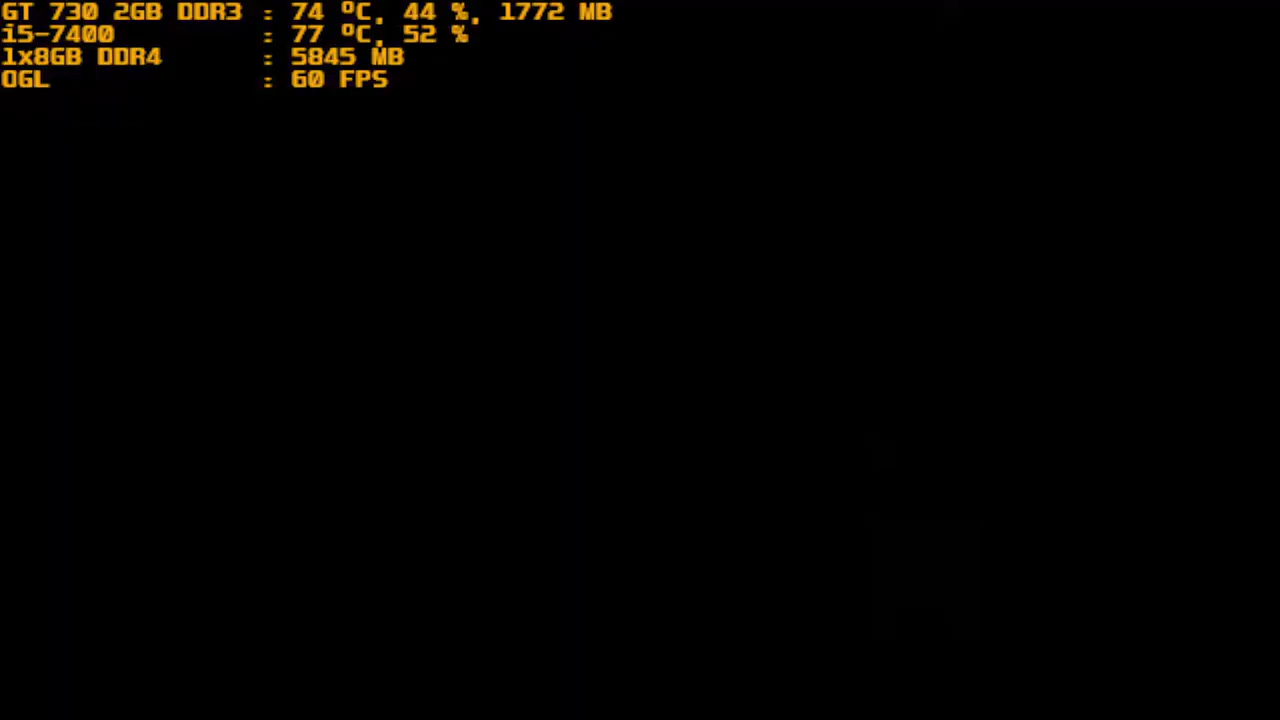 GT 730 2GB DDR3 : 74 ºC, 44 %, 1772 MB
i5-7400 : 77 ºC, 52 %
1x8GB DDR4 : 5845 MB
OGL : 60 FPS